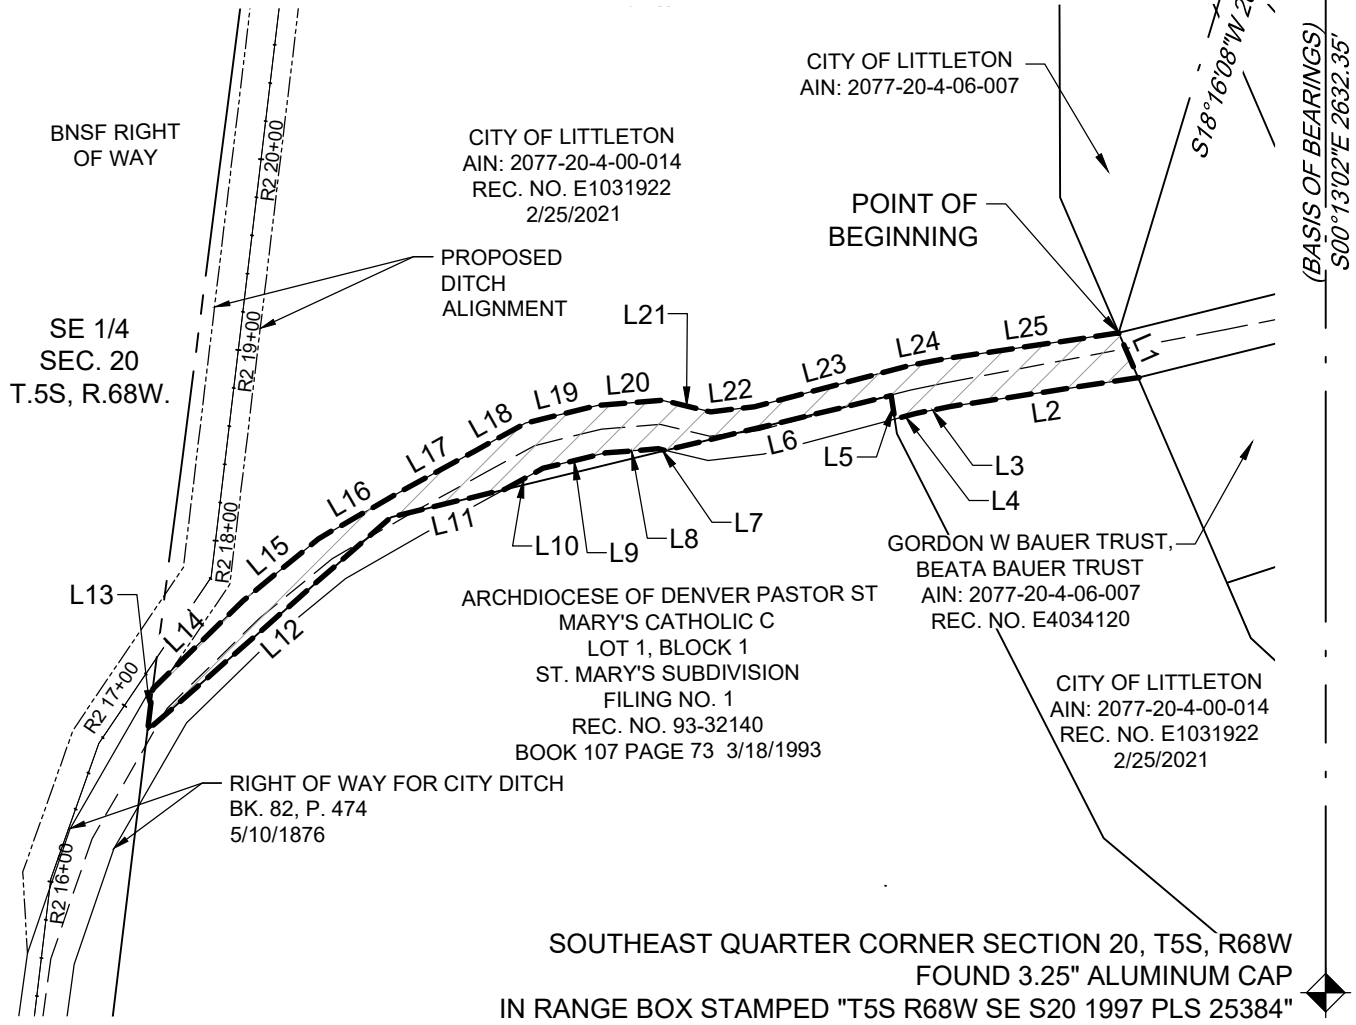 CITY OF LITTLETON
AIN: 2077-20-4-06-007
S18°16'08"W
(BASIS OF BEARINGS)
S00°13'02"E 2632.35'
BNSF RIGHT
OF WAY
CITY OF LITTLETON
AIN: 2077-20-4-00-014
REC. NO. E1031922
2/25/2021
R2 20+00
POINT OF
BEGINNING
PROPOSED
DITCH
ALIGNMENT
SE 1/4
SEC. 20
T.5S, R.68W.
R2 19+00
L21
L25
L24
L1
L23
L20
L19
L22
L18
L2
L6
L5
L17
L3
L4
L16
L11
L7
L8
L9
L10
R2 18+00
L15
GORDON W BAUER TRUST,
BEATA BAUER TRUST
AIN: 2077-20-4-06-007
REC. NO. E4034120
L13
L14
L12
ARCHDIOCESE OF DENVER PASTOR ST
MARY'S CATHOLIC C
LOT 1, BLOCK 1
ST. MARY'S SUBDIVISION
FILING NO. 1
REC. NO. 93-32140
BOOK 107 PAGE 73 3/18/1993
R2 17+00
CITY OF LITTLETON
AIN: 2077-20-4-00-014
REC. NO. E1031922
2/25/2021
RIGHT OF WAY FOR CITY DITCH
BK. 82, P. 474
5/10/1876
R2 16+00
SOUTHEAST QUARTER CORNER SECTION 20, T5S, R68W
FOUND 3.25" ALUMINUM CAP
IN RANGE BOX STAMPED "T5S R68W SE S20 1997 PLS 25384"